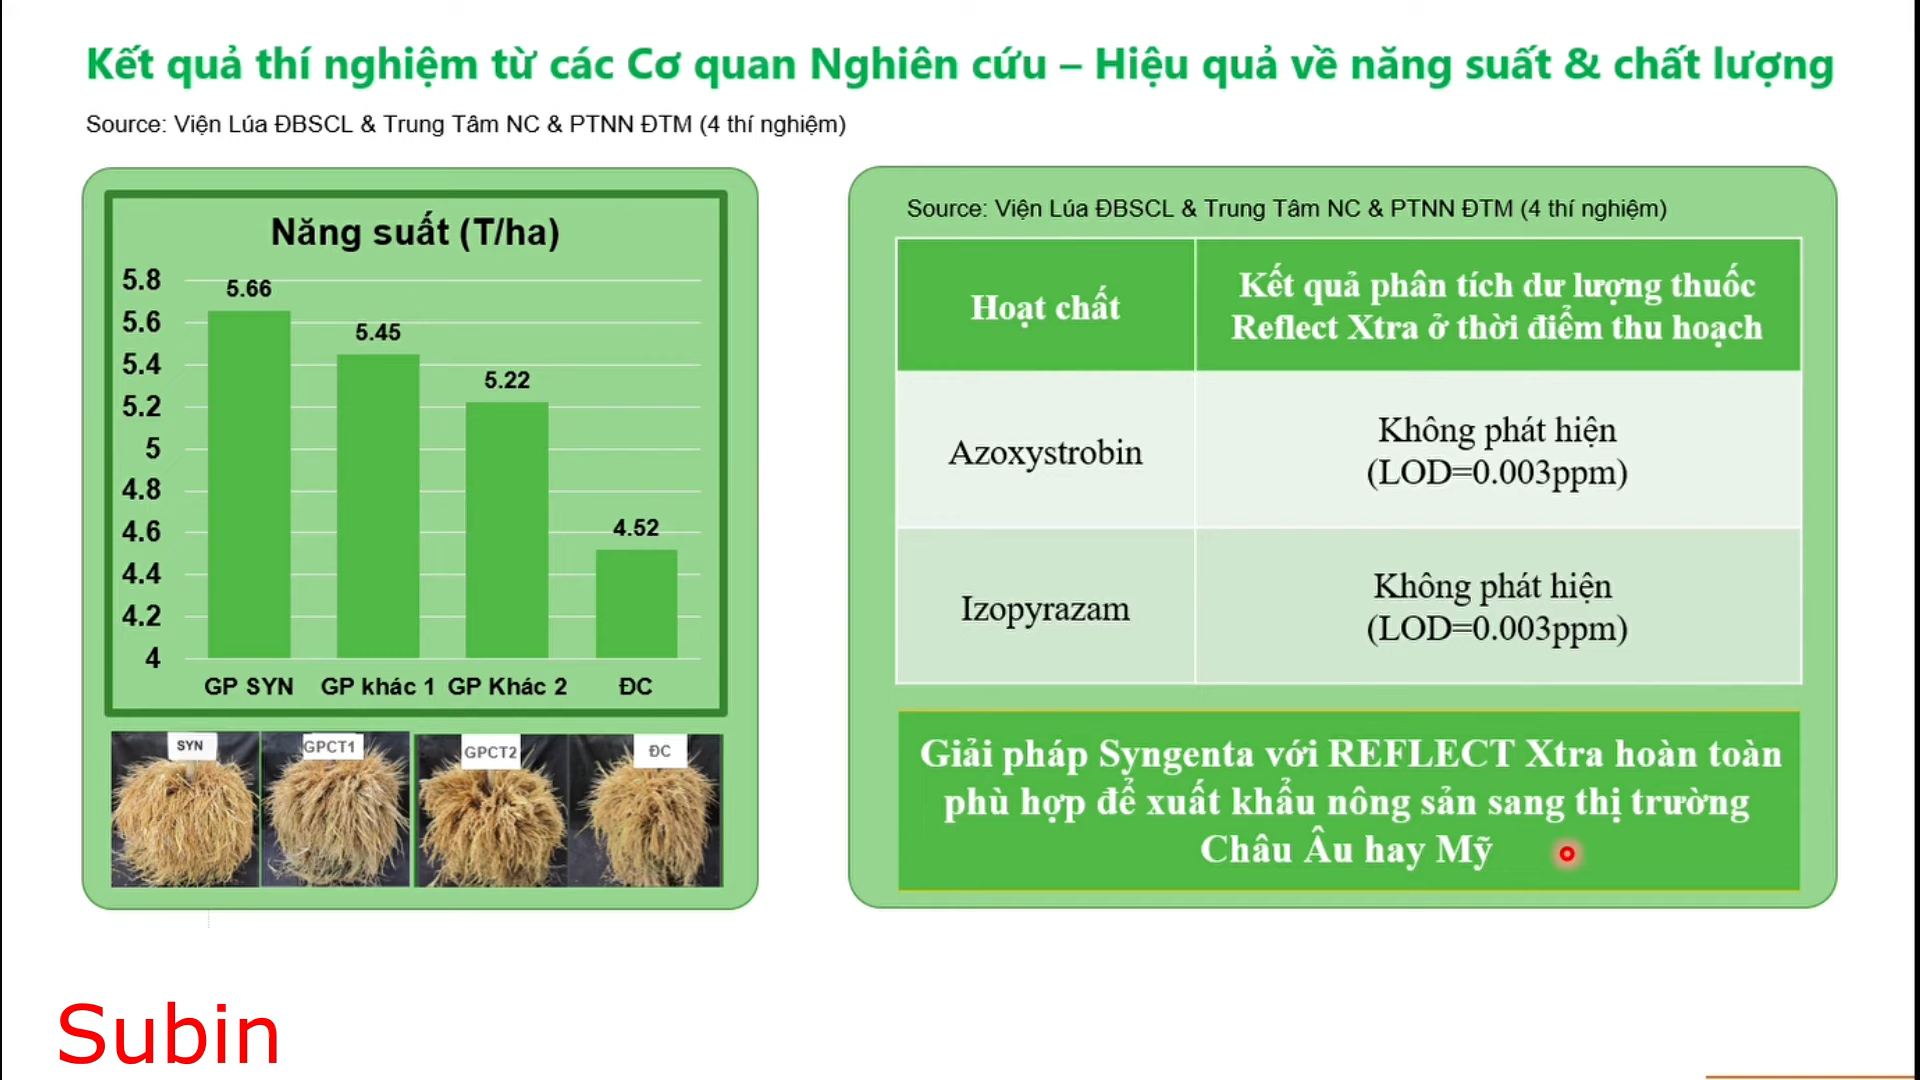 Kết quả thí nghiệm từ các Cơ quan Nghiên cứu – Hiệu quả về năng suất & chất lượng
Source: Viện Lúa ĐBSCL & Trung Tâm NC & PTNN ĐTM (4 thí nghiệm)
Năng suất (T/ha)
5.8
5.6
5.4
5.2
5
4.8
4.6
4.4
4.2
4
5.66
5.45
5.22
4.52
GP SYN GP khác 1 GP Khác 2 ĐC
SYN GPCT1 GPCT2 ĐC
Source: Viện Lúa ĐBSCL & Trung Tâm NC & PTNN ĐTM (4 thí nghiệm)
Hoạt chất
Kết quả phân tích dư lượng thuốc
Reflect Xtra ở thời điểm thu hoạch
Azoxystrobin
Không phát hiện
(LOD=0.003ppm)
Izopyrazam
Không phát hiện
(LOD=0.003ppm)
Giải pháp Syngenta với REFLECT Xtra hoàn toàn
phù hợp để xuất khẩu nông sản sang thị trường
Châu Âu hay Mỹ
Subin